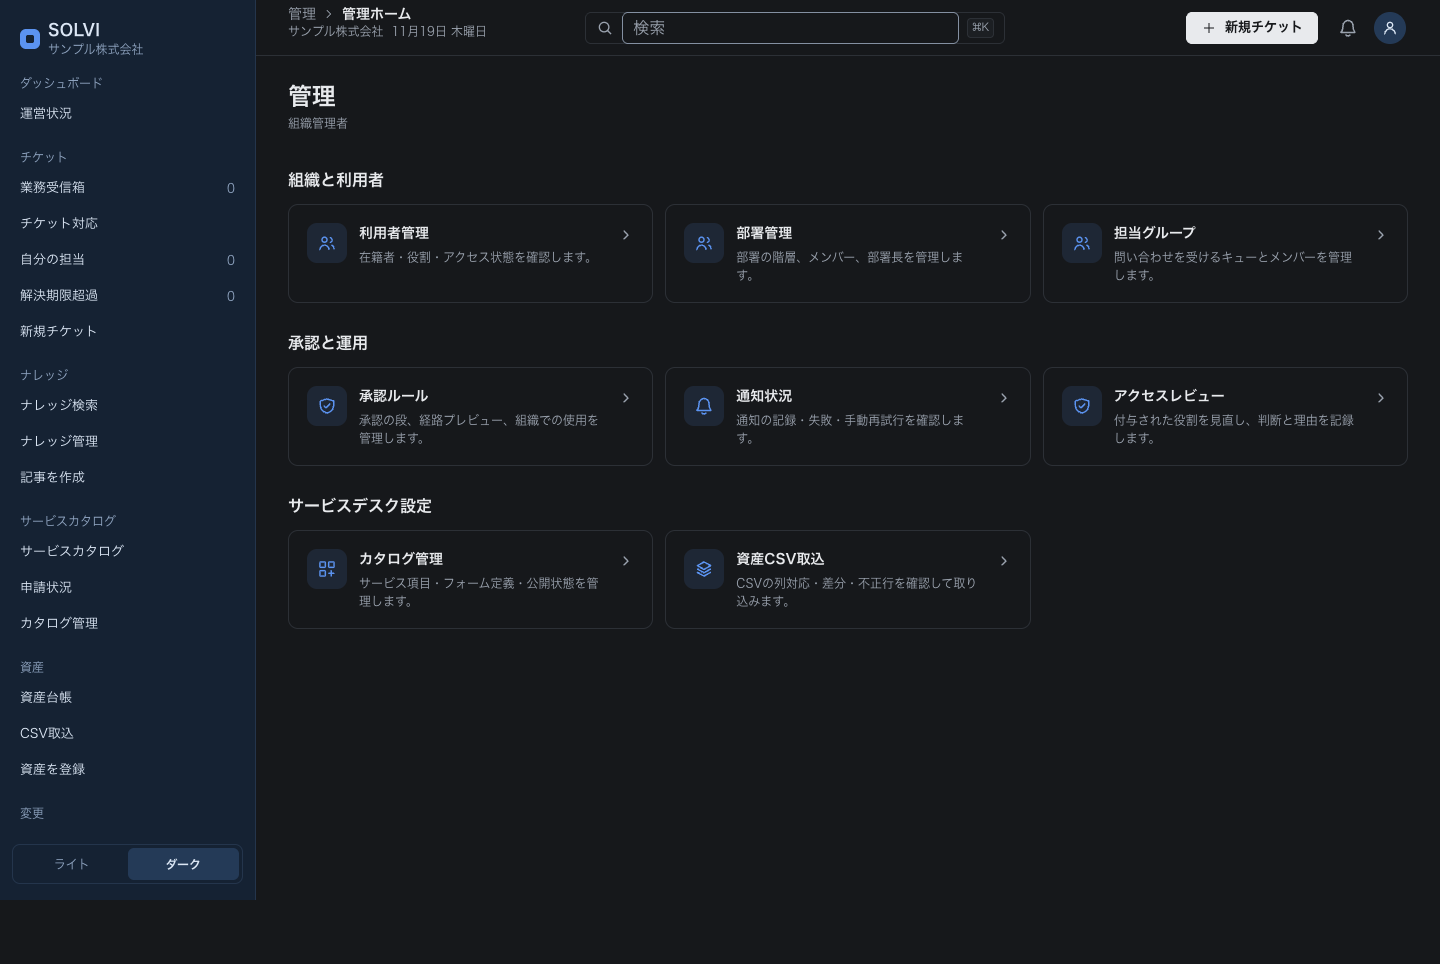 SOLVI
サンプル株式会社
ダッシュボード
運営状況
チケット
業務受信箱 0
チケット対応
自分の担当 0
解決期限超過 0
新規チケット
ナレッジ
ナレッジ検索
ナレッジ管理
記事を作成
サービスカタログ
サービスカタログ
申請状況
カタログ管理
資産
資産台帳
CSV取込
資産を登録
変更
ライト ダーク
管理 > 管理ホーム
サンプル株式会社 11月19日 木曜日
検索 ⌘K
+ 新規チケット
管理
組織管理者
組織と利用者
利用者管理
在籍者・役割・アクセス状態を確認します。
部署管理
部署の階層、メンバー、部署長を管理しま
す。
担当グループ
問い合わせを受けるキューとメンバーを管理
します。
承認と運用
承認ルール
承認の段、経路プレビュー、組織での使用を
管理します。
通知状況
通知の記録・失敗・手動再試行を確認しま
す。
アクセスレビュー
付与された役割を見直し、判断と理由を記録
します。
サービスデスク設定
カタログ管理
サービス項目・フォーム定義・公開状態を管
理します。
資産CSV取込
CSVの列対応・差分・不正行を確認して取り
込みます。